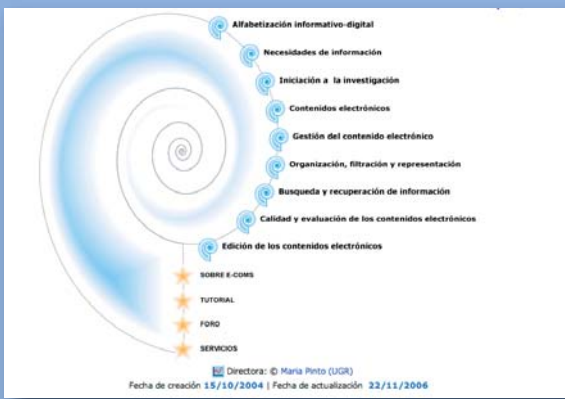 Alfabetización informativo-digital
Necesidades de información
Iniciación a la investigación
Contenidos electrónicos
Gestión del contenido electrónico
Organización, filtración y representación
Busqueda y recuperación de información
Calidad y evaluación de los contenidos electrónicos
Edición de los contenidos electrónicos
SOBRE E-COMS
TUTORIAL
FORO
SERVICIOS
Directora: © Maria Pinto (UGR)
Fecha de creación 15/10/2004 | Fecha de actualización 22/11/2006